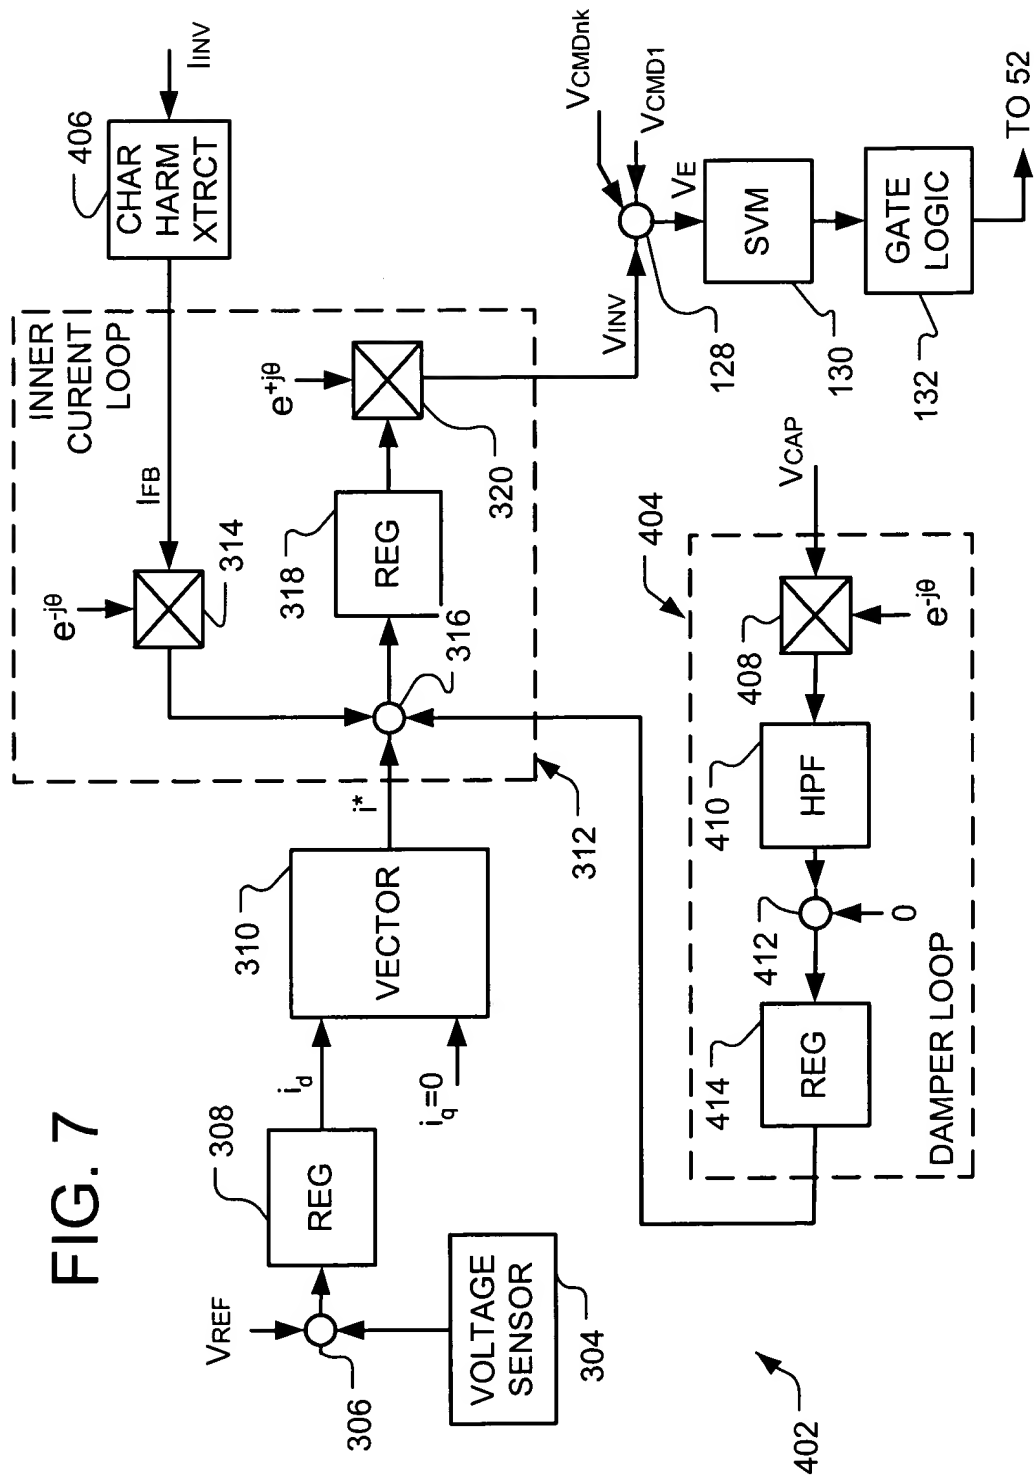 FIG. 7
VREF
306
VOLTAGE
SENSOR
304
REG
308
id
iq=0
VECTOR
310
i*
312
INNER
CURENT
LOOP
e-jθ
314
IFB
316
REG
318
e+jθ
320
CHAR
HARM
XTRCT
406
IINV
VINV
VCMDnk
VCMD1
128
VE
SVM
130
GATE
LOGIC
132
TO 52
402
DAMPER LOOP
404
VCAP
e-jθ
408
HPF
410
412
0
REG
414